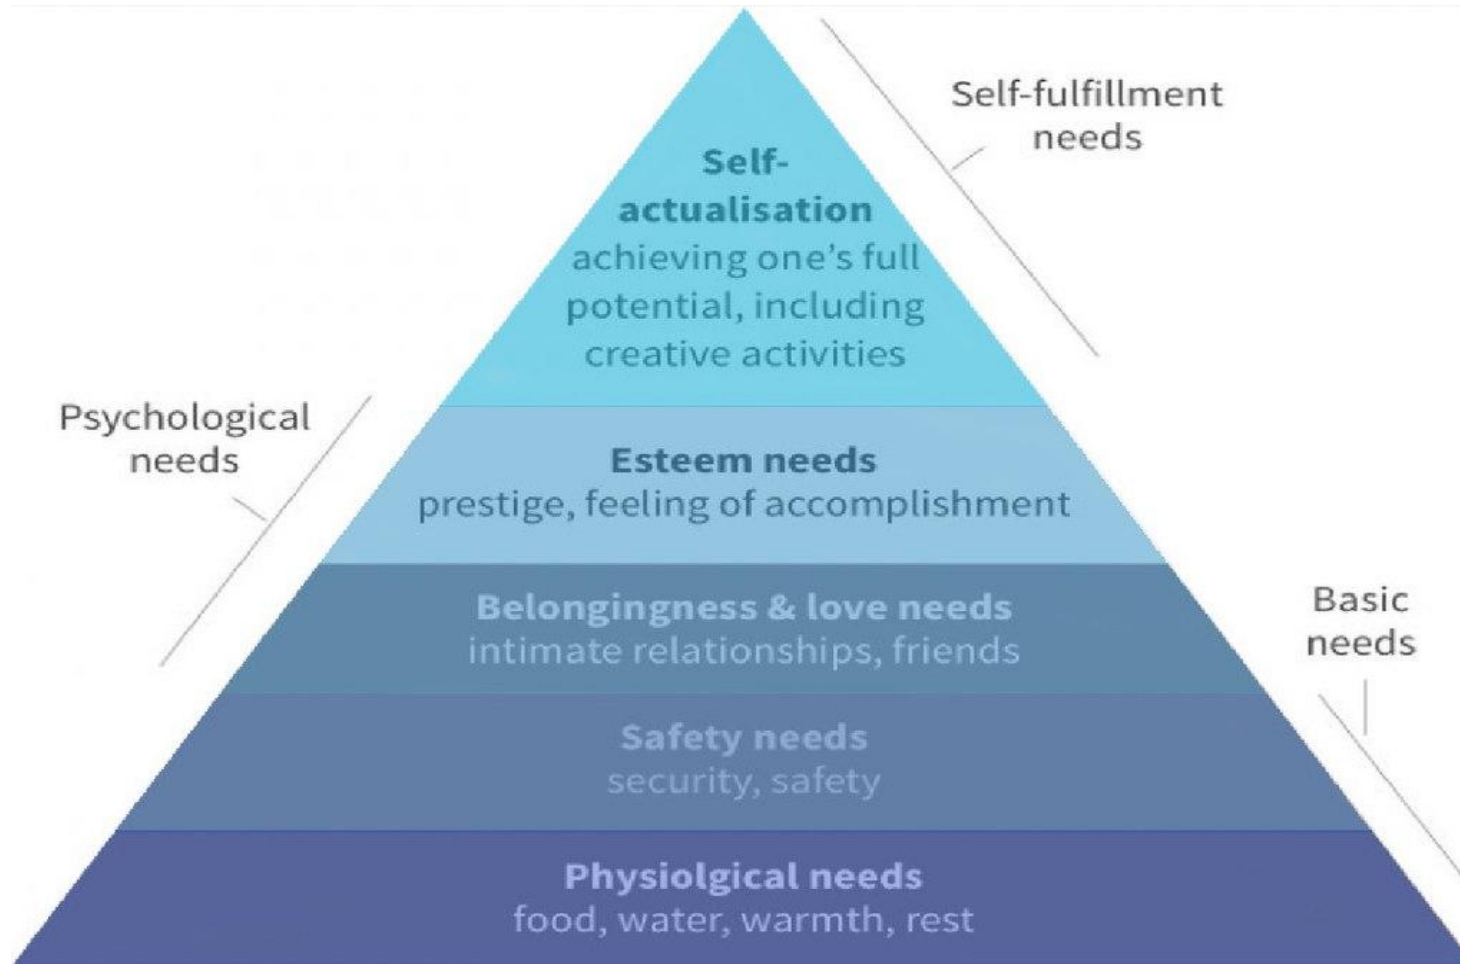 Self-fulfillment
needs
Self-
actualisation
achieving one's full
potential, including
creative activities
Psychological
needs
Esteem needs
prestige, feeling of accomplishment
Belongingness & love needs
intimate relationships, friends
Basic
needs
Safety needs
security, safety
Physiolgical needs
food, water, warmth, rest